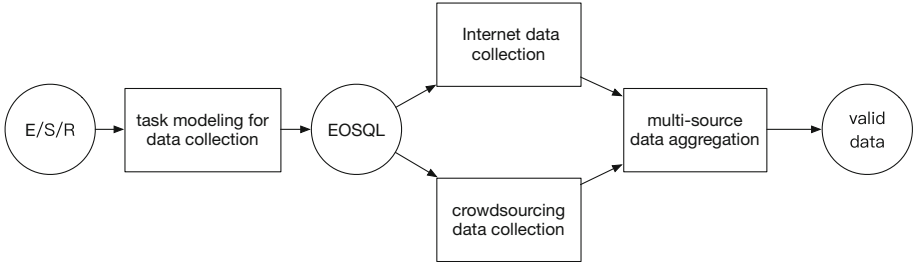 E/S/R
task modeling for
data collection
EOSQL
Internet data
collection
crowdsourcing
data collection
multi-source
data aggregation
valid
data